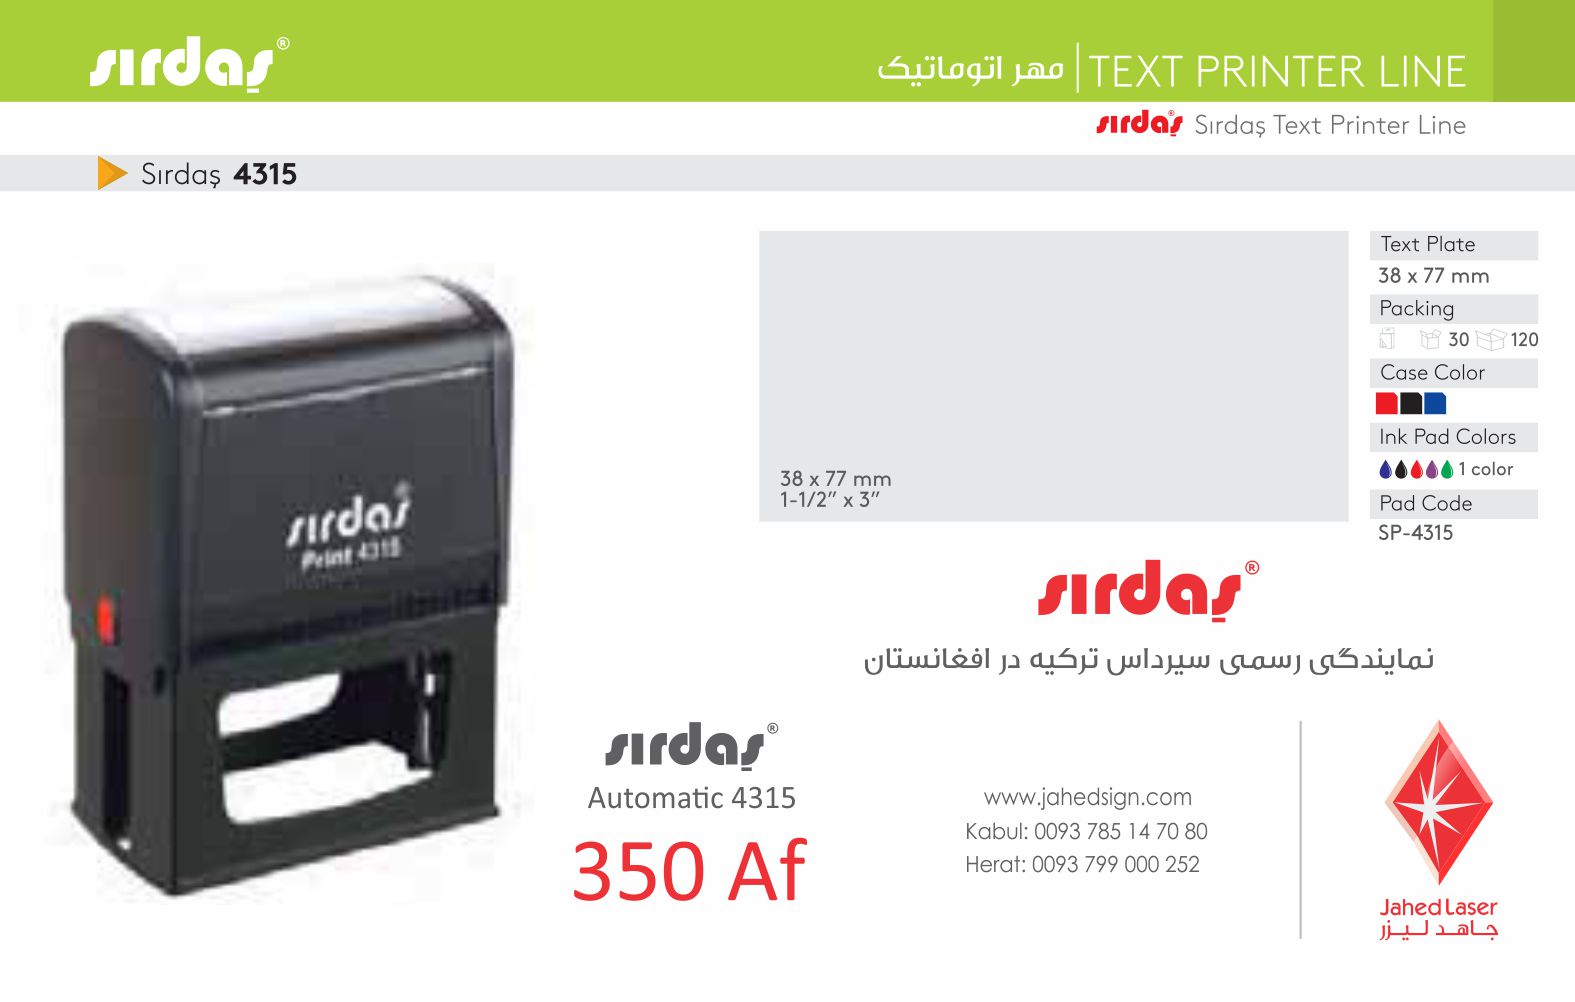 sırdaş®
مهر اتوماتیک | TEXT PRINTER LINE
sırdaş® Sırdaş Text Printer Line
Sırdaş 4315
sırdaş®
Print 4315
38 x 77 mm
1-1/2” x 3”
Text Plate
38 x 77 mm
Packing
30 120
Case Color
Ink Pad Colors
1 color
Pad Code
SP-4315
sırdaş®
نمایندگی رسمی سیرداس ترکیه در افغانستان
sırdaş®
Automatic 4315
350 Af
www.jahedsign.com
Kabul: 0093 785 14 70 80
Herat: 0093 799 000 252
Jahed Laser
جاهد لیزر